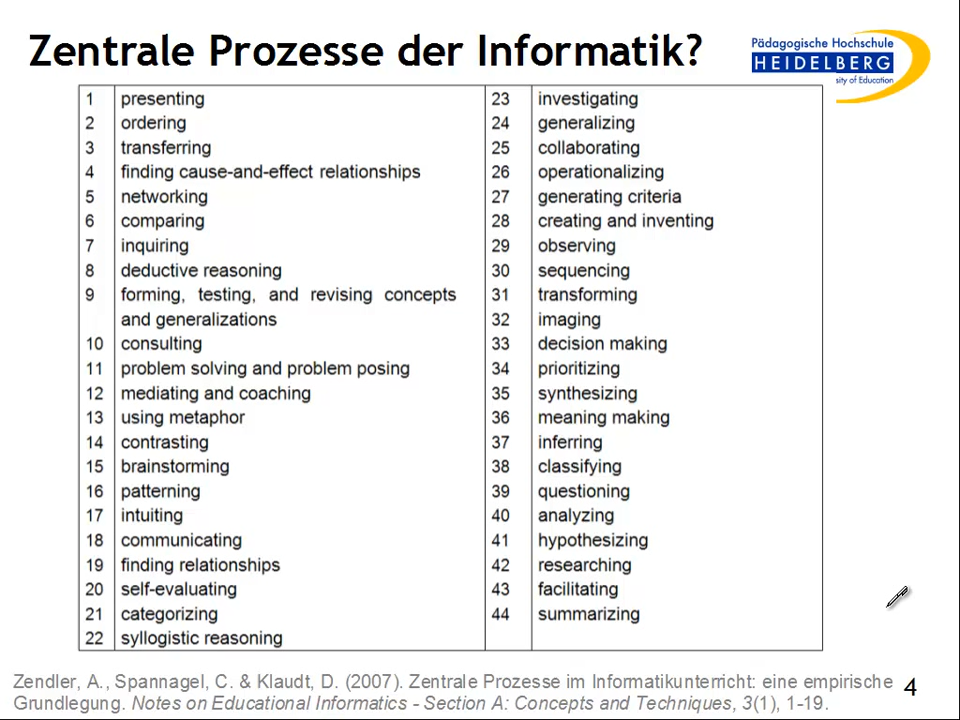 Zentrale Prozesse der Informatik?
Pädagogische Hochschule
HEIDELBERG
sity of Education
1 presenting
2 ordering
3 transferring
4 finding cause-and-effect relationships
5 networking
6 comparing
7 inquiring
8 deductive reasoning
9 forming, testing, and revising concepts
and generalizations
10 consulting
11 problem solving and problem posing
12 mediating and coaching
13 using metaphor
14 contrasting
15 brainstorming
16 patterning
17 intuiting
18 communicating
19 finding relationships
20 self-evaluating
21 categorizing
22 syllogistic reasoning
23 investigating
24 generalizing
25 collaborating
26 operationalizing
27 generating criteria
28 creating and inventing
29 observing
30 sequencing
31 transforming
32 imaging
33 decision making
34 prioritizing
35 synthesizing
36 meaning making
37 inferring
38 classifying
39 questioning
40 analyzing
41 hypothesizing
42 researching
43 facilitating
44 summarizing
Zendler, A., Spannagel, C. & Klaudt, D. (2007). Zentrale Prozesse im Informatikunterricht: eine empirische
Grundlegung. Notes on Educational Informatics - Section A: Concepts and Techniques, 3(1), 1-19.
4